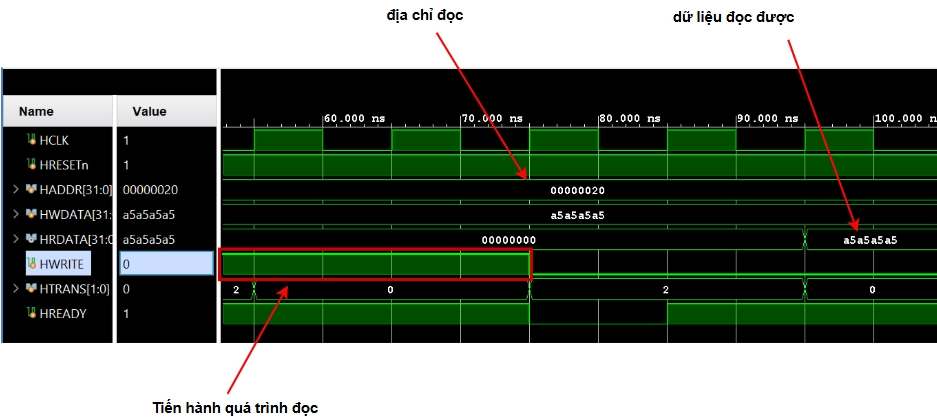 địa chỉ đọc
dữ liệu đọc được
Name Value
60.000 ns 70.000 ns 80.000 ns 90.000 ns 100.000 ns
HCLK 1
HRESETn 1
HADDR[31:0] 00000020 00000020
HWDATA[31: a5a5a5a5 a5a5a5a5
HRDATA[31:0 a5a5a5a5 00000000 a5a5a5a5
HWRITE 0
HTRANS[1:0] 0 2 0 2 0
HREADY 1
Tiến hành quá trình đọc